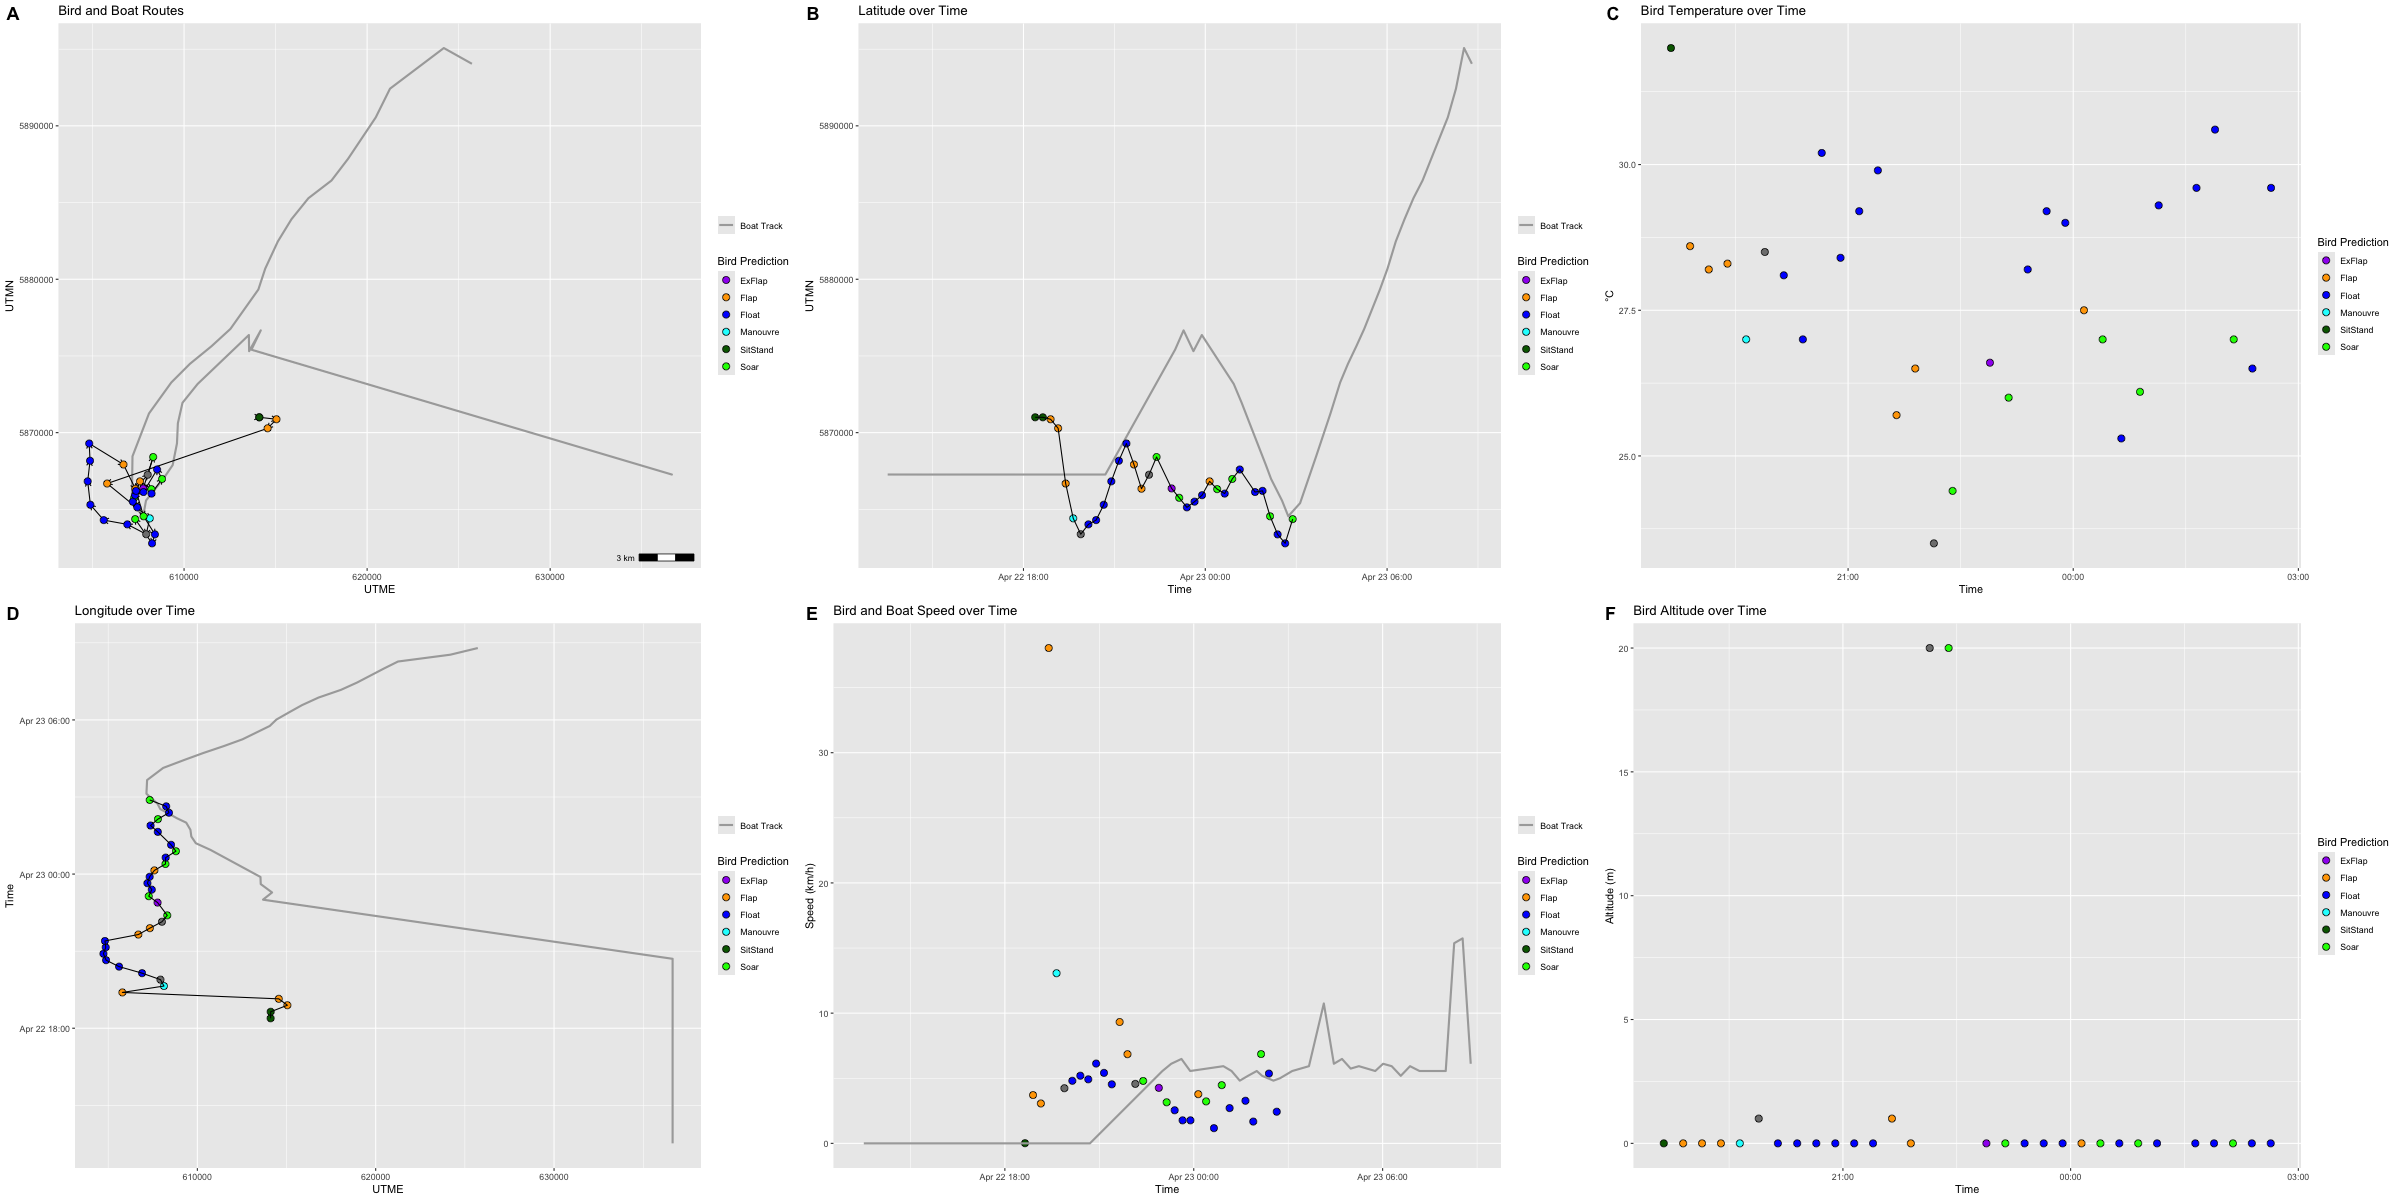 A
Bird and Boat Routes
5890000
5880000
5870000
UTMN
610000
620000
630000
UTME
3 km
Boat Track
Bird Prediction
ExFlap
Flap
Float
Manouvre
SitStand
Soar
B
Latitude over Time
5890000
5880000
5870000
UTMN
Apr 22 18:00
Apr 23 00:00
Apr 23 06:00
Time
Boat Track
Bird Prediction
ExFlap
Flap
Float
Manouvre
SitStand
Soar
C
Bird Temperature over Time
30.0
27.5
25.0
°C
21:00
00:00
03:00
Time
Bird Prediction
ExFlap
Flap
Float
Manouvre
SitStand
Soar
D
Longitude over Time
Apr 23 06:00
Apr 23 00:00
Apr 22 18:00
Time
610000
620000
630000
UTME
Boat Track
Bird Prediction
ExFlap
Flap
Float
Manouvre
SitStand
Soar
E
Bird and Boat Speed over Time
30
20
10
0
Speed (km/h)
Apr 22 18:00
Apr 23 00:00
Apr 23 06:00
Time
Boat Track
Bird Prediction
ExFlap
Flap
Float
Manouvre
SitStand
Soar
F
Bird Altitude over Time
20
15
10
5
0
Altitude (m)
21:00
00:00
03:00
Time
Bird Prediction
ExFlap
Flap
Float
Manouvre
SitStand
Soar